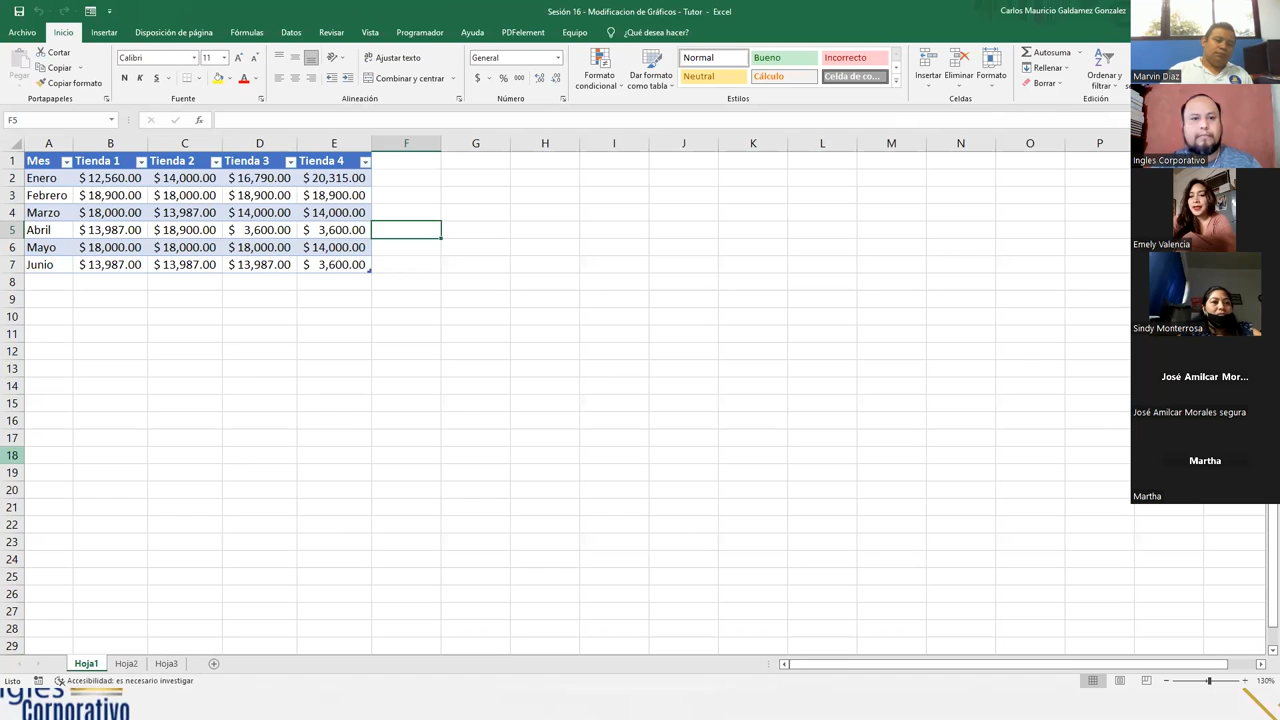 Sesión 16 - Modificacion de Gráficos - Tutor - Excel
Carlos Mauricio Galdamez Gonzalez
Archivo Inicio Insertar Disposición de página Fórmulas Datos Revisar Vista Programador Ayuda PDFelement Equipo ¿Qué desea hacer?
Pegar
Cortar
Copiar
Copiar formato
Portapapeles
Calibri 11
N K S
Fuente
Ajustar texto
Combinar y centrar
Alineación
General
$ % 000
Número
Formato condicional
Dar formato como tabla
Normal Bueno Incorrecto
Neutral Cálculo Celda de co...
Estilos
Insertar Eliminar Formato
Celdas
Autosuma
Rellenar
Borrar
Ordenar y filtrar
Edición
F5
fx
A B C D E F G H I J K L M N O P
1 Mes Tienda 1 Tienda 2 Tienda 3 Tienda 4
2 Enero $ 12,560.00 $ 14,000.00 $ 16,790.00 $ 20,315.00
3 Febrero $ 18,900.00 $ 18,000.00 $ 18,900.00 $ 18,900.00
4 Marzo $ 18,000.00 $ 13,987.00 $ 14,000.00 $ 14,000.00
5 Abril $ 13,987.00 $ 18,900.00 $ 3,600.00 $ 3,600.00
6 Mayo $ 18,000.00 $ 18,000.00 $ 18,000.00 $ 14,000.00
7 Junio $ 13,987.00 $ 13,987.00 $ 13,987.00 $ 3,600.00
8
9
10
11
12
13
14
15
16
17
18
19
20
21
22
23
24
25
26
27
28
29
Hoja1 Hoja2 Hoja3
Listo Accesibilidad: es necesario investigar
130%
Ingles
Corporativo
Marvin Diaz
Ingles Corporativo
Emely Valencia
Sindy Monterrosa
José Amilcar Mor...
José Amilcar Morales segura
Martha
Martha